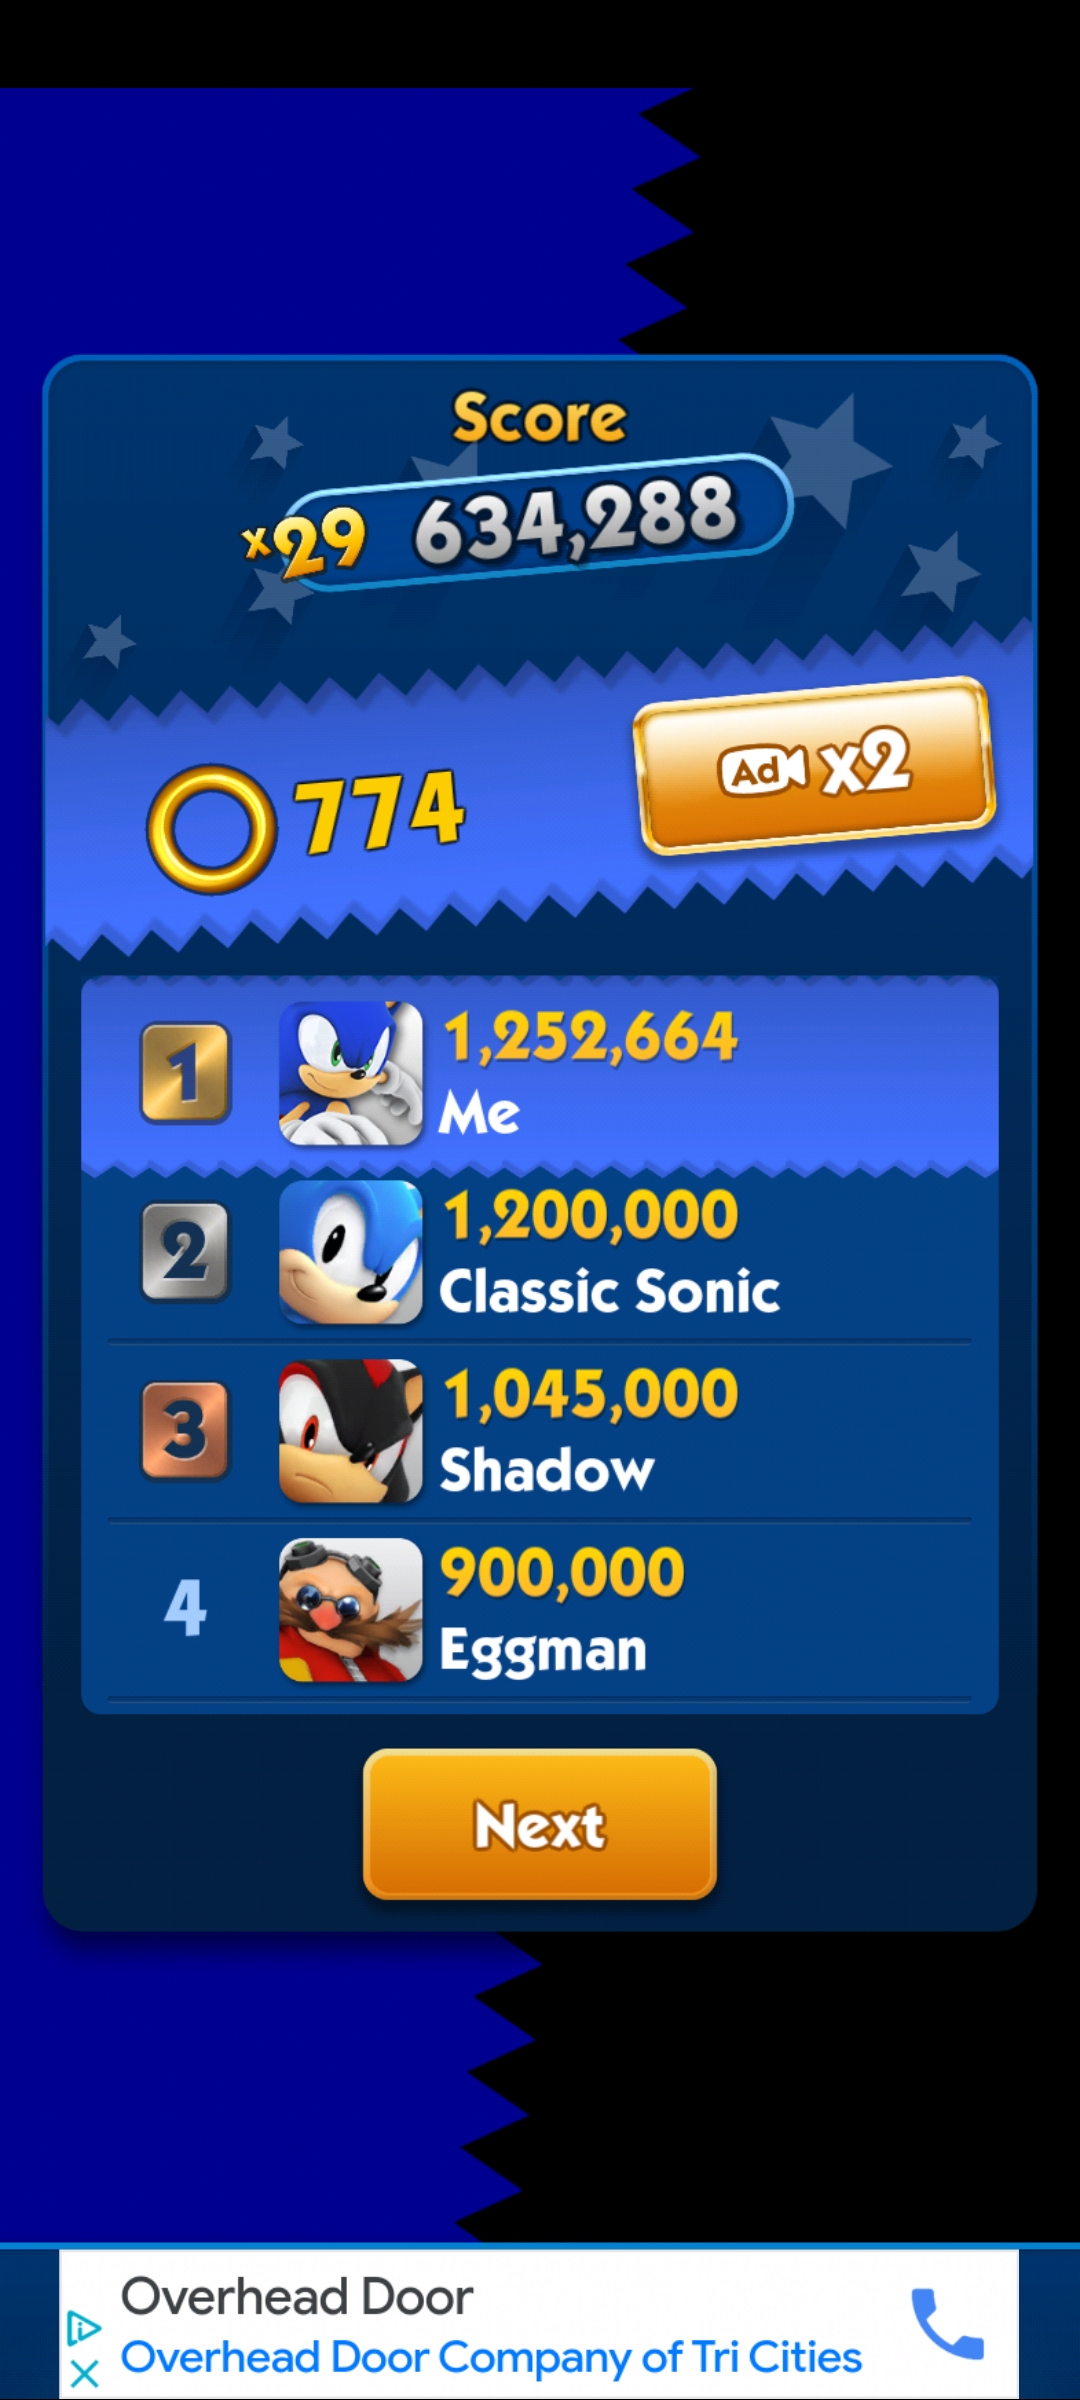 Score
x29 634,288
774
Ad x2
1
1,252,664
Me
2
1,200,000
Classic Sonic
3
1,045,000
Shadow
4
900,000
Eggman
Next
Overhead Door
Overhead Door Company of Tri Cities